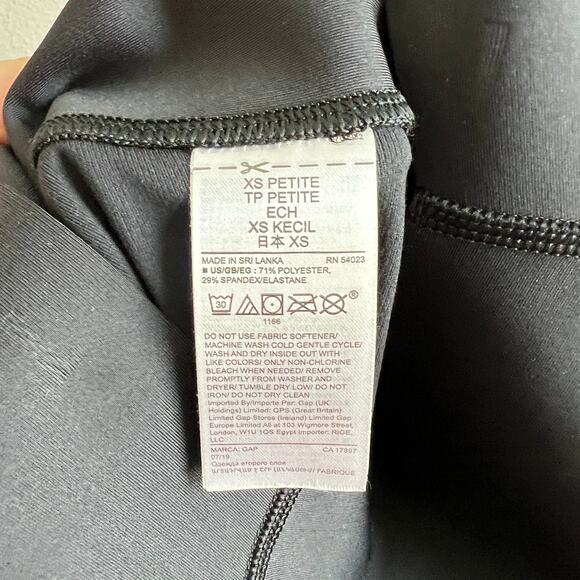 XS PETITE
TP PETITE
ECH
XS KECIL
日本 XS
MADE IN SRI LANKA RN 54023
■ US/GB/EG : 71% POLYESTER,
29% SPANDEX/ELASTANE
30
®
1166
DO NOT USE FABRIC SOFTENER/
MACHINE WASH COLD GENTLE CYCLE/
WASH AND DRY INSIDE OUT WITH
LIKE COLORS/ ONLY NON-CHLORINE
BLEACH WHEN NEEDED/ REMOVE
PROMPTLY FROM WASHER AND
DRYER/ TUMBLE DRY LOW/ DO NOT
IRON/ DO NOT DRY CLEAN
Imported By/Importe Par: Gap (UK
Holdings) Limited: GPS (Great Britain)
Limited Gap Stores (Ireland) Limited Gap
Europe Limited All at 103 Wigmore Street,
London, W1U 1QS Egypt Importer: RIGE,
LLC
MARCA: GAP CA 17897
07/19
Одежда второго слоя
FABRIQUE